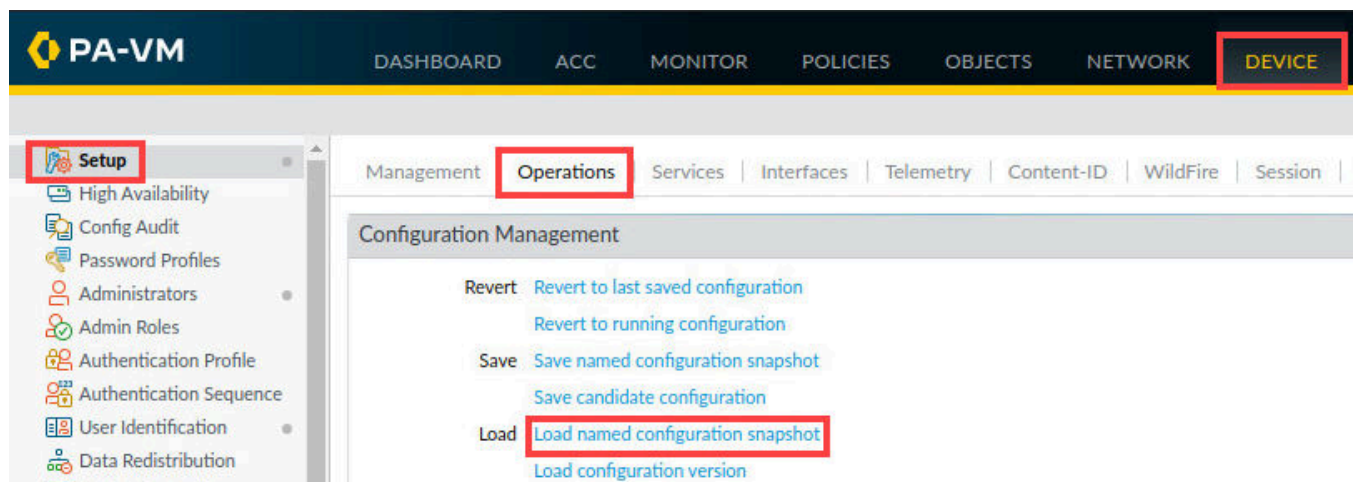 PA-VM
DASHBOARD ACC MONITOR POLICIES OBJECTS NETWORK DEVICE
Setup
High Availability
Config Audit
Password Profiles
Administrators
Admin Roles
Authentication Profile
Authentication Sequence
User Identification
Data Redistribution
Management Operations Services Interfaces Telemetry Content-ID WildFire Session
Configuration Management
Revert Revert to last saved configuration
Revert to running configuration
Save Save named configuration snapshot
Save candidate configuration
Load Load named configuration snapshot
Load configuration version